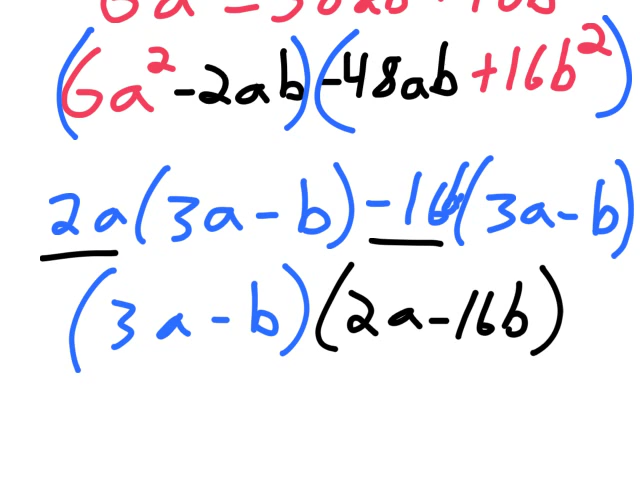 (6a² - 2ab)(-48ab + 16b²)
2a(3a - b) - 16b(3a - b)
(3a - b)(2a - 16b)